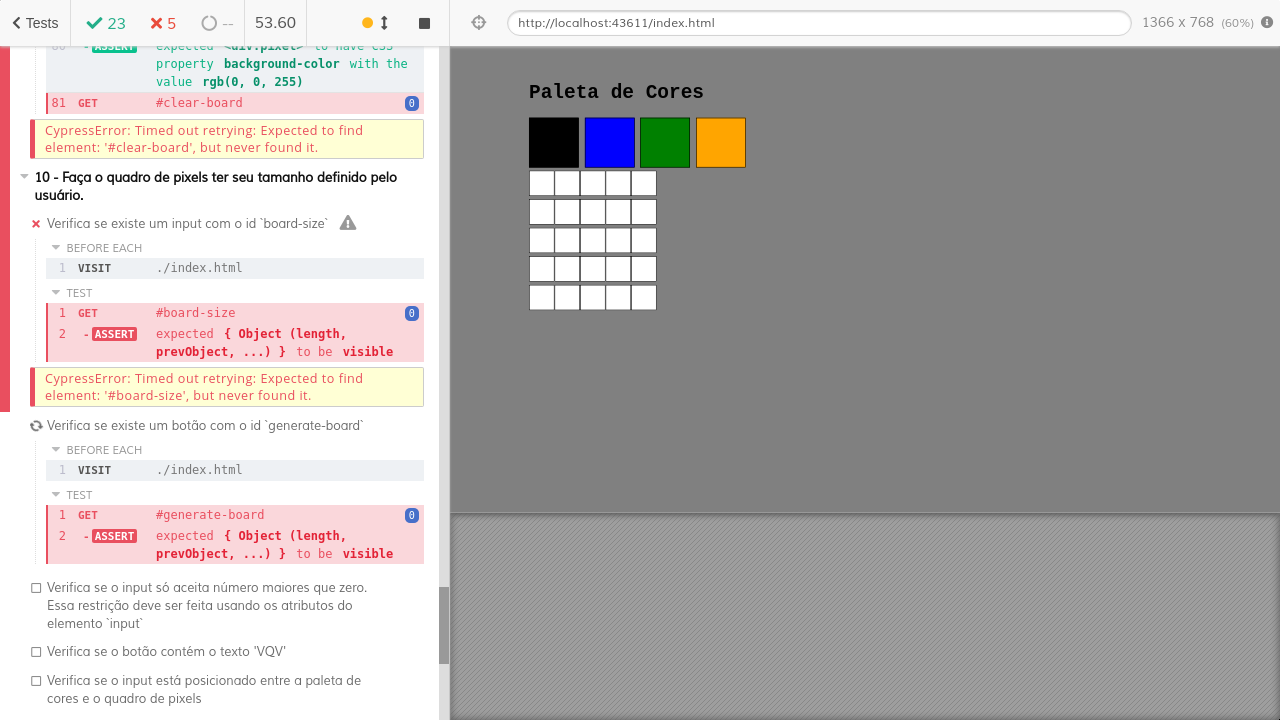 Tests 23 5 -- 53.60 http://localhost:43611/index.html 1366 x 768 (60%)
- ASSERT expected <div.pixel> to have CSS
property background-color with the
value rgb(0, 0, 255)
81 GET #clear-board 0
CypressError: Timed out retrying: Expected to find
element: '#clear-board', but never found it.
10 - Faça o quadro de pixels ter seu tamanho definido pelo
usuário.
Verifica se existe um input com o id `board-size`
BEFORE EACH
1 VISIT ./index.html
TEST
1 GET #board-size 0
2 - ASSERT expected { Object (length,
prevObject, ...) } to be visible
CypressError: Timed out retrying: Expected to find
element: '#board-size', but never found it.
Verifica se existe um botão com o id `generate-board`
BEFORE EACH
1 VISIT ./index.html
TEST
1 GET #generate-board 0
2 - ASSERT expected { Object (length,
prevObject, ...) } to be visible
Verifica se o input só aceita número maiores que zero.
Essa restrição deve ser feita usando os atributos do
elemento `input`
Verifica se o botão contém o texto 'VQV'
Verifica se o input está posicionado entre a paleta de
cores e o quadro de pixels
Paleta de Cores